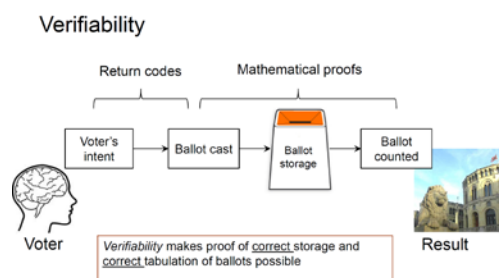 Verifiability
Return codes
Mathematical proofs
Voter's
intent
Ballot cast
Ballot
storage
Ballot
counted
Voter
Result
Verifiability makes proof of correct storage and
correct tabulation of ballots possible